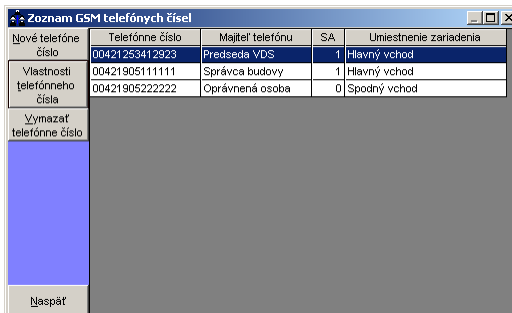 Zoznam GSM telefónych čísel
Nové telefóne
číslo
Vlastnosti
telefónneho
čísla
Vymazať
telefónne číslo
Naspäť
Telefónne číslo Majiteľ telefónu SA Umiestnenie zariadenia
00421253412923 Predseda VDS 1 Hlavný vchod
00421905111111 Správca budovy 1 Hlavný vchod
00421905222222 Oprávnená osoba 0 Spodný vchod